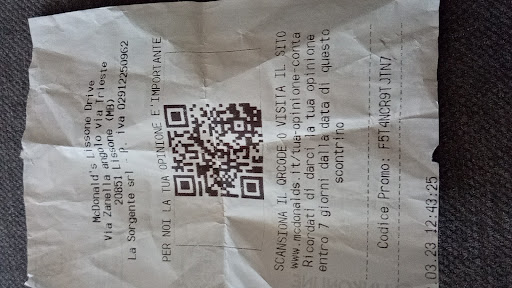 McDonald's Lissone Drive
Via Zanella angolo Via Trieste
20851 Lissone (MB)
La Sorgente srl P. iva 02912250962
PER NOI LA TUA OPINIONE E'IMPORTANTE
SCANSIONA IL QRCODE O VISITA IL SITO
www.mcdonalds.it/tua-opinione-conta
Ricordati di darci la tua opinione
entro 7 giorni dalla data di questo
scontrino
Codice Promo: FBT4NCR9TJTN7
.03.23 12:43:25